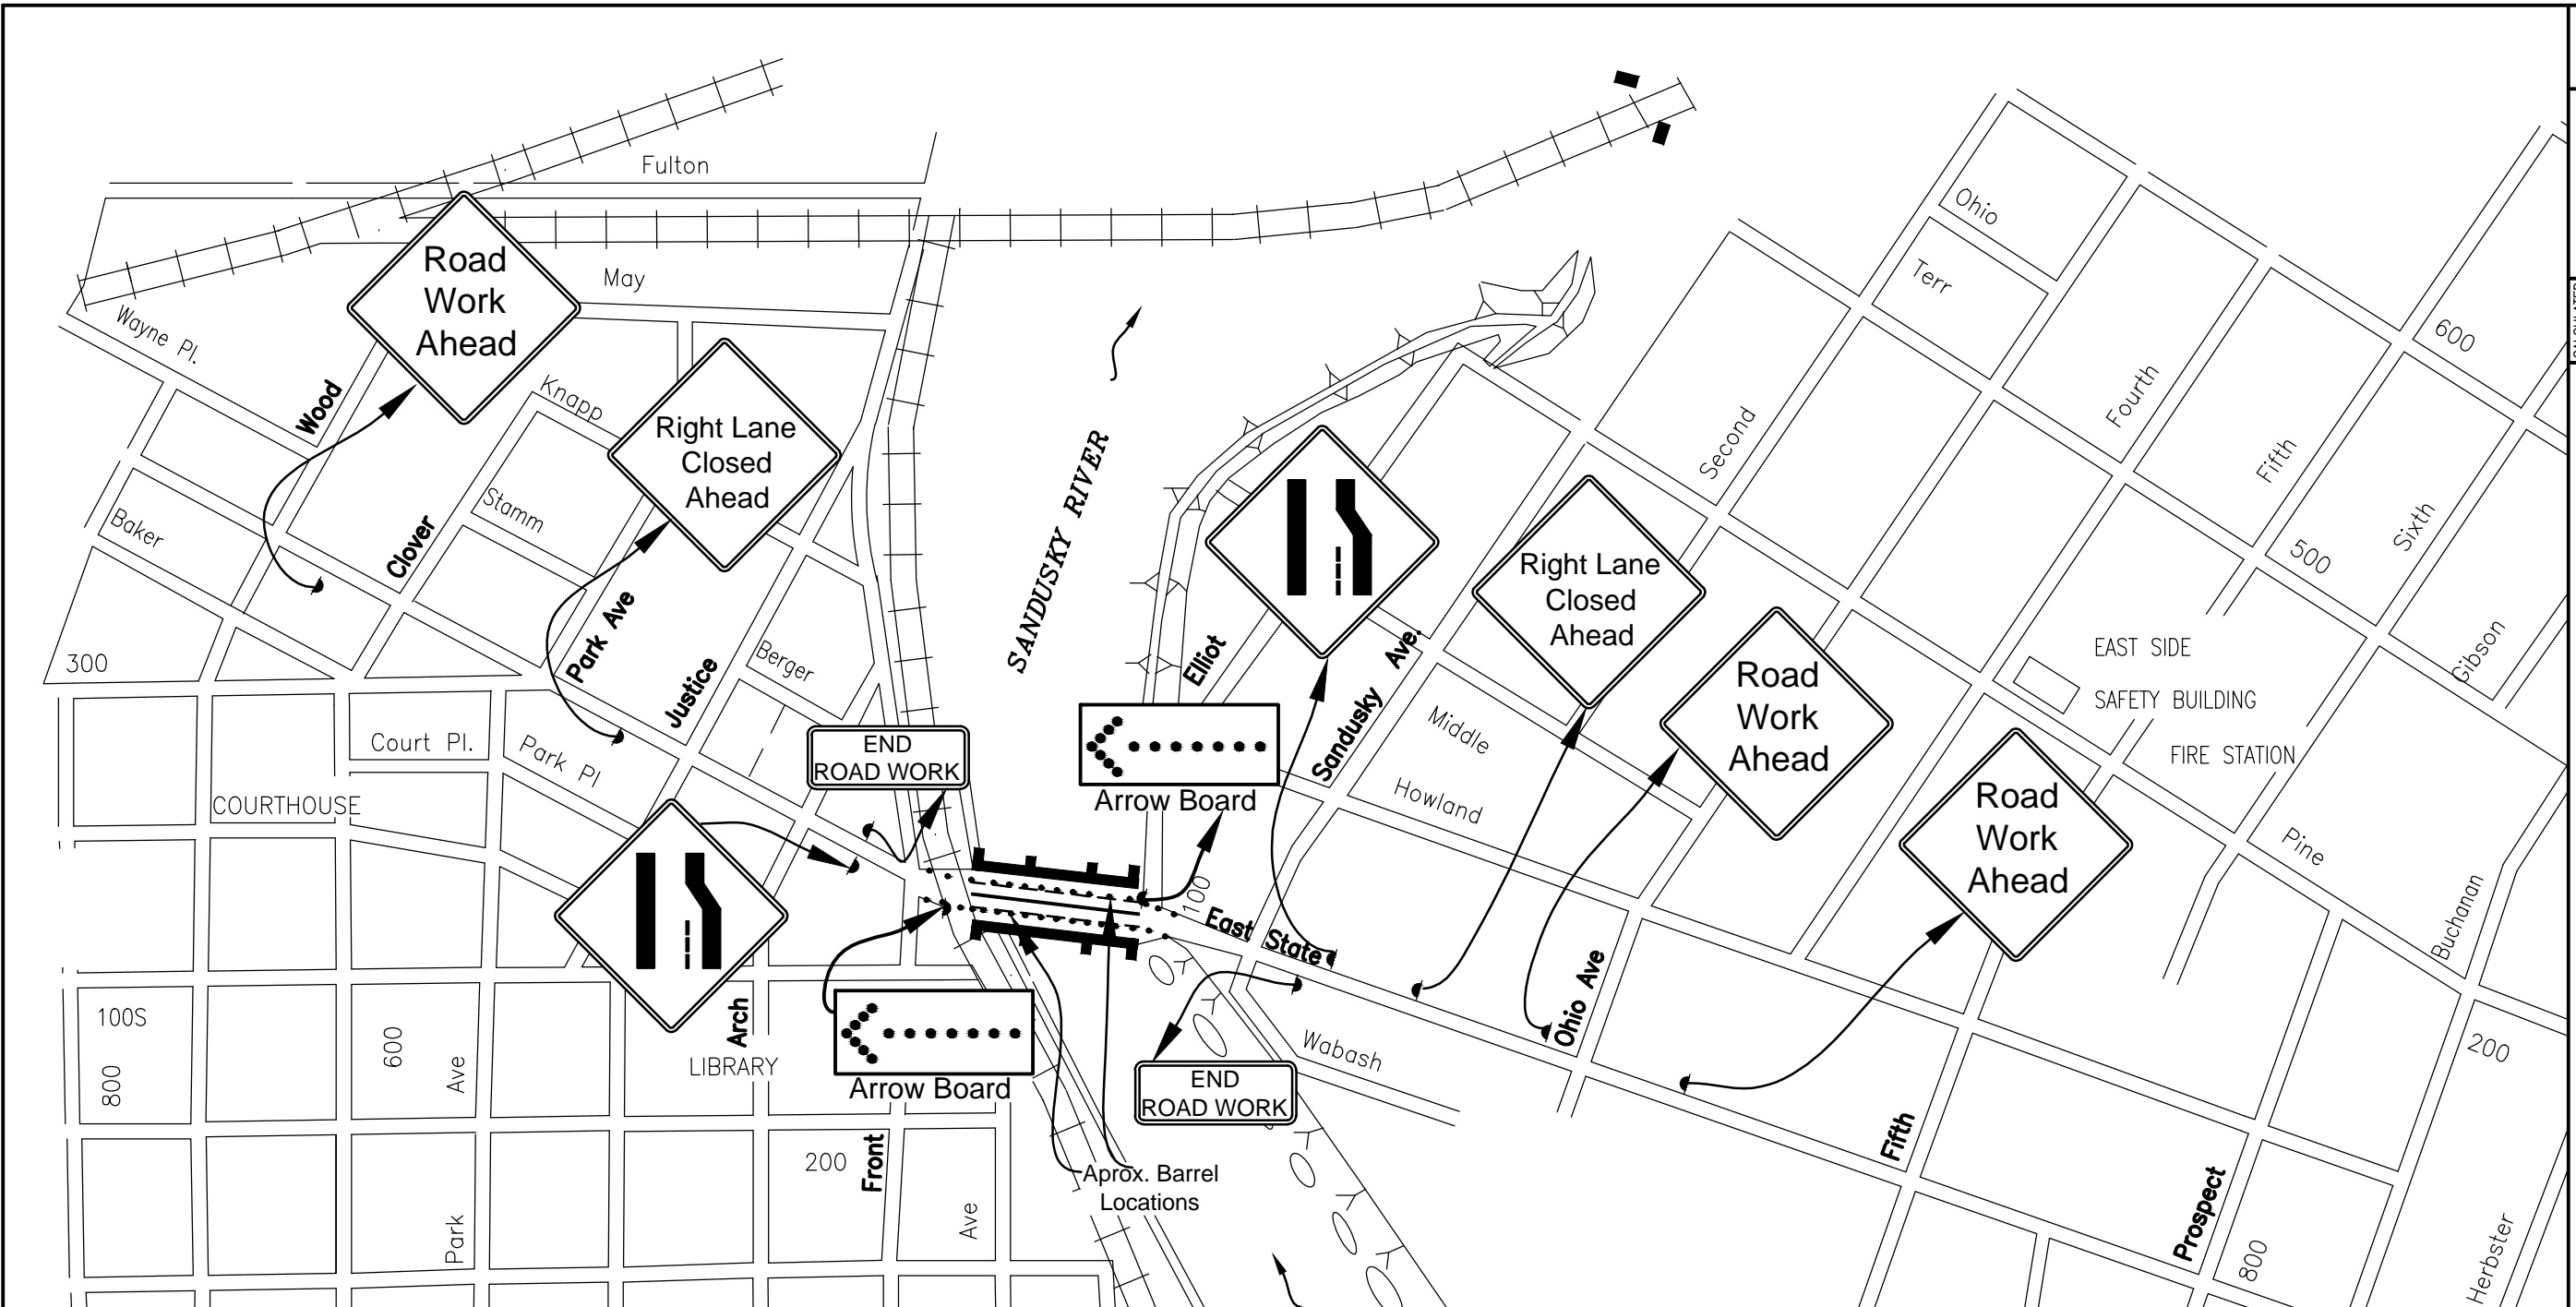 Fulton
Road
Work
Ahead
May
Wayne Pl.
Wood
Knapp
Right Lane
Closed
Ahead
Baker
Clover
Stamm
300
Park Ave
Justice
Berger
Court Pl.
Park Pl
COURTHOUSE
END
ROAD WORK
SANDUSKY RIVER
Elliot
Arrow Board
Sandusky Ave.
Middle
Howland
Right Lane
Closed
Ahead
Road
Work
Ahead
Road
Work
Ahead
Ohio
Terr
Second
Fourth
Fifth
Sixth
600
500
Gibson
EAST SIDE
SAFETY BUILDING
FIRE STATION
Pine
Buchanan
200
100
East State
Ohio Ave
Wabash
END
ROAD WORK
Arrow Board
Arch
LIBRARY
100S
800
600
Ave
Park
200
Front
Ave
Aprox. Barrel
Locations
Fifth
Prospect
800
Herbster